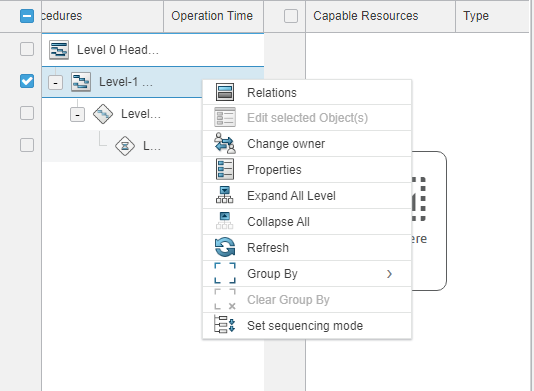 cedures Operation Time Capable Resources Type
Level 0 Head...
Level-1 ...
Level...
L...
Relations
Edit selected Object(s)
Change owner
Properties
Expand All Level
Collapse All
Refresh
Group By
Clear Group By
Set sequencing mode
ere